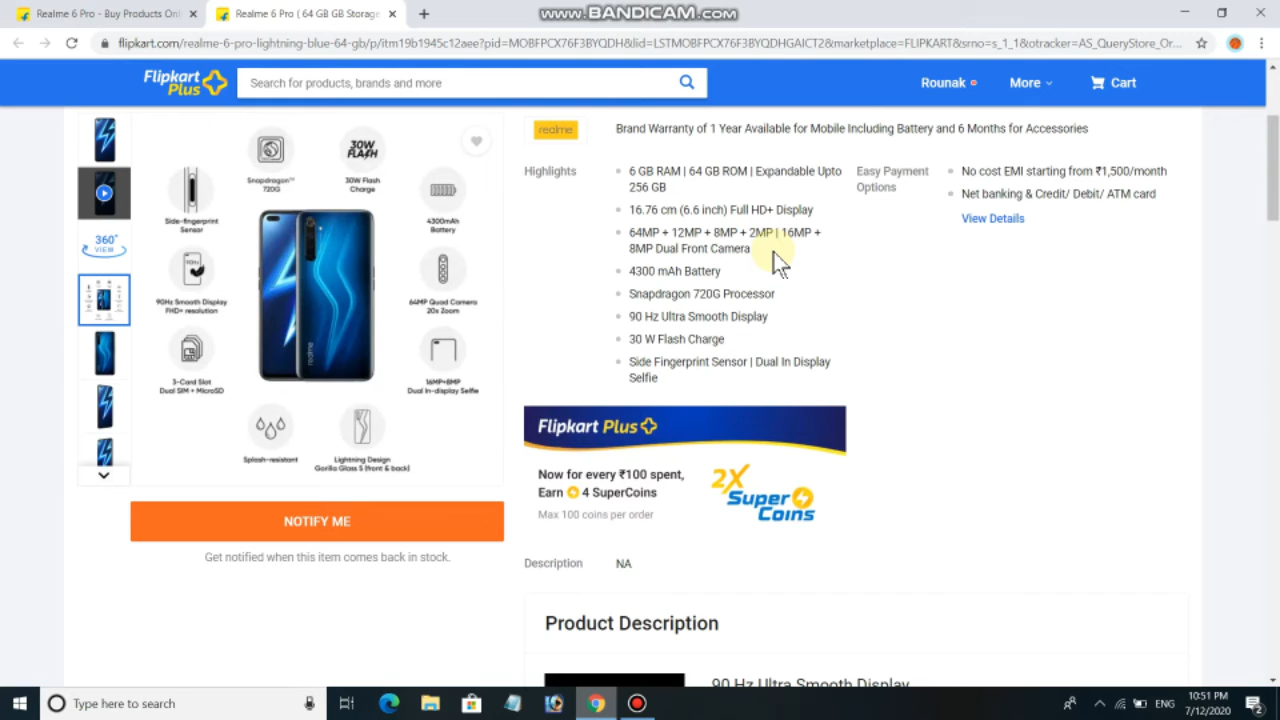 Realme 6 Pro - Buy Products Onl
Realme 6 Pro ( 64 GB GB Storage
www.BANDICAM.com
flipkart.com/realme-6-pro-lightning-blue-64-gb/p/itm19b1945c12aee?pid=MOBFPCX76F3BYQDH&lid=LSTMOBFPCX76F3BYQDHGAICT2&marketplace=FLIPKART&srno=s_1_1&otracker=AS_QueryStore_Or...
Flipkart
Plus
Search for products, brands and more
Rounak
More
Cart
360°
VIEW
Snapdragon™
720G
30W
FLASH
30W Flash
Charge
Side-fingerprint
Sensor
4300mAh
Battery
90Hz
90Hz Smooth Display
FHD+ resolution
64MP Quad Camera
20x Zoom
3-Card Slot
Dual SIM + MicroSD
16MP+8MP
Dual In-display Selfie
Splash-resistant
Lightning Design
Gorilla Glass 5 (front & back)
realme
NOTIFY ME
Get notified when this item comes back in stock.
realme
Brand Warranty of 1 Year Available for Mobile Including Battery and 6 Months for Accessories
Highlights
6 GB RAM | 64 GB ROM | Expandable Upto
256 GB
16.76 cm (6.6 inch) Full HD+ Display
64MP + 12MP + 8MP + 2MP | 16MP +
8MP Dual Front Camera
4300 mAh Battery
Snapdragon 720G Processor
90 Hz Ultra Smooth Display
30 W Flash Charge
Side Fingerprint Sensor | Dual In Display
Selfie
Easy Payment
Options
No cost EMI starting from ₹1,500/month
Net banking & Credit/ Debit/ ATM card
View Details
Flipkart Plus
Now for every ₹100 spent,
Earn 4 SuperCoins
Max 100 coins per order
2X
Super
Coins
Description
NA
Product Description
90 Hz Ultra Smooth Display
Type here to search
ENG
10:51 PM
7/12/2020
2